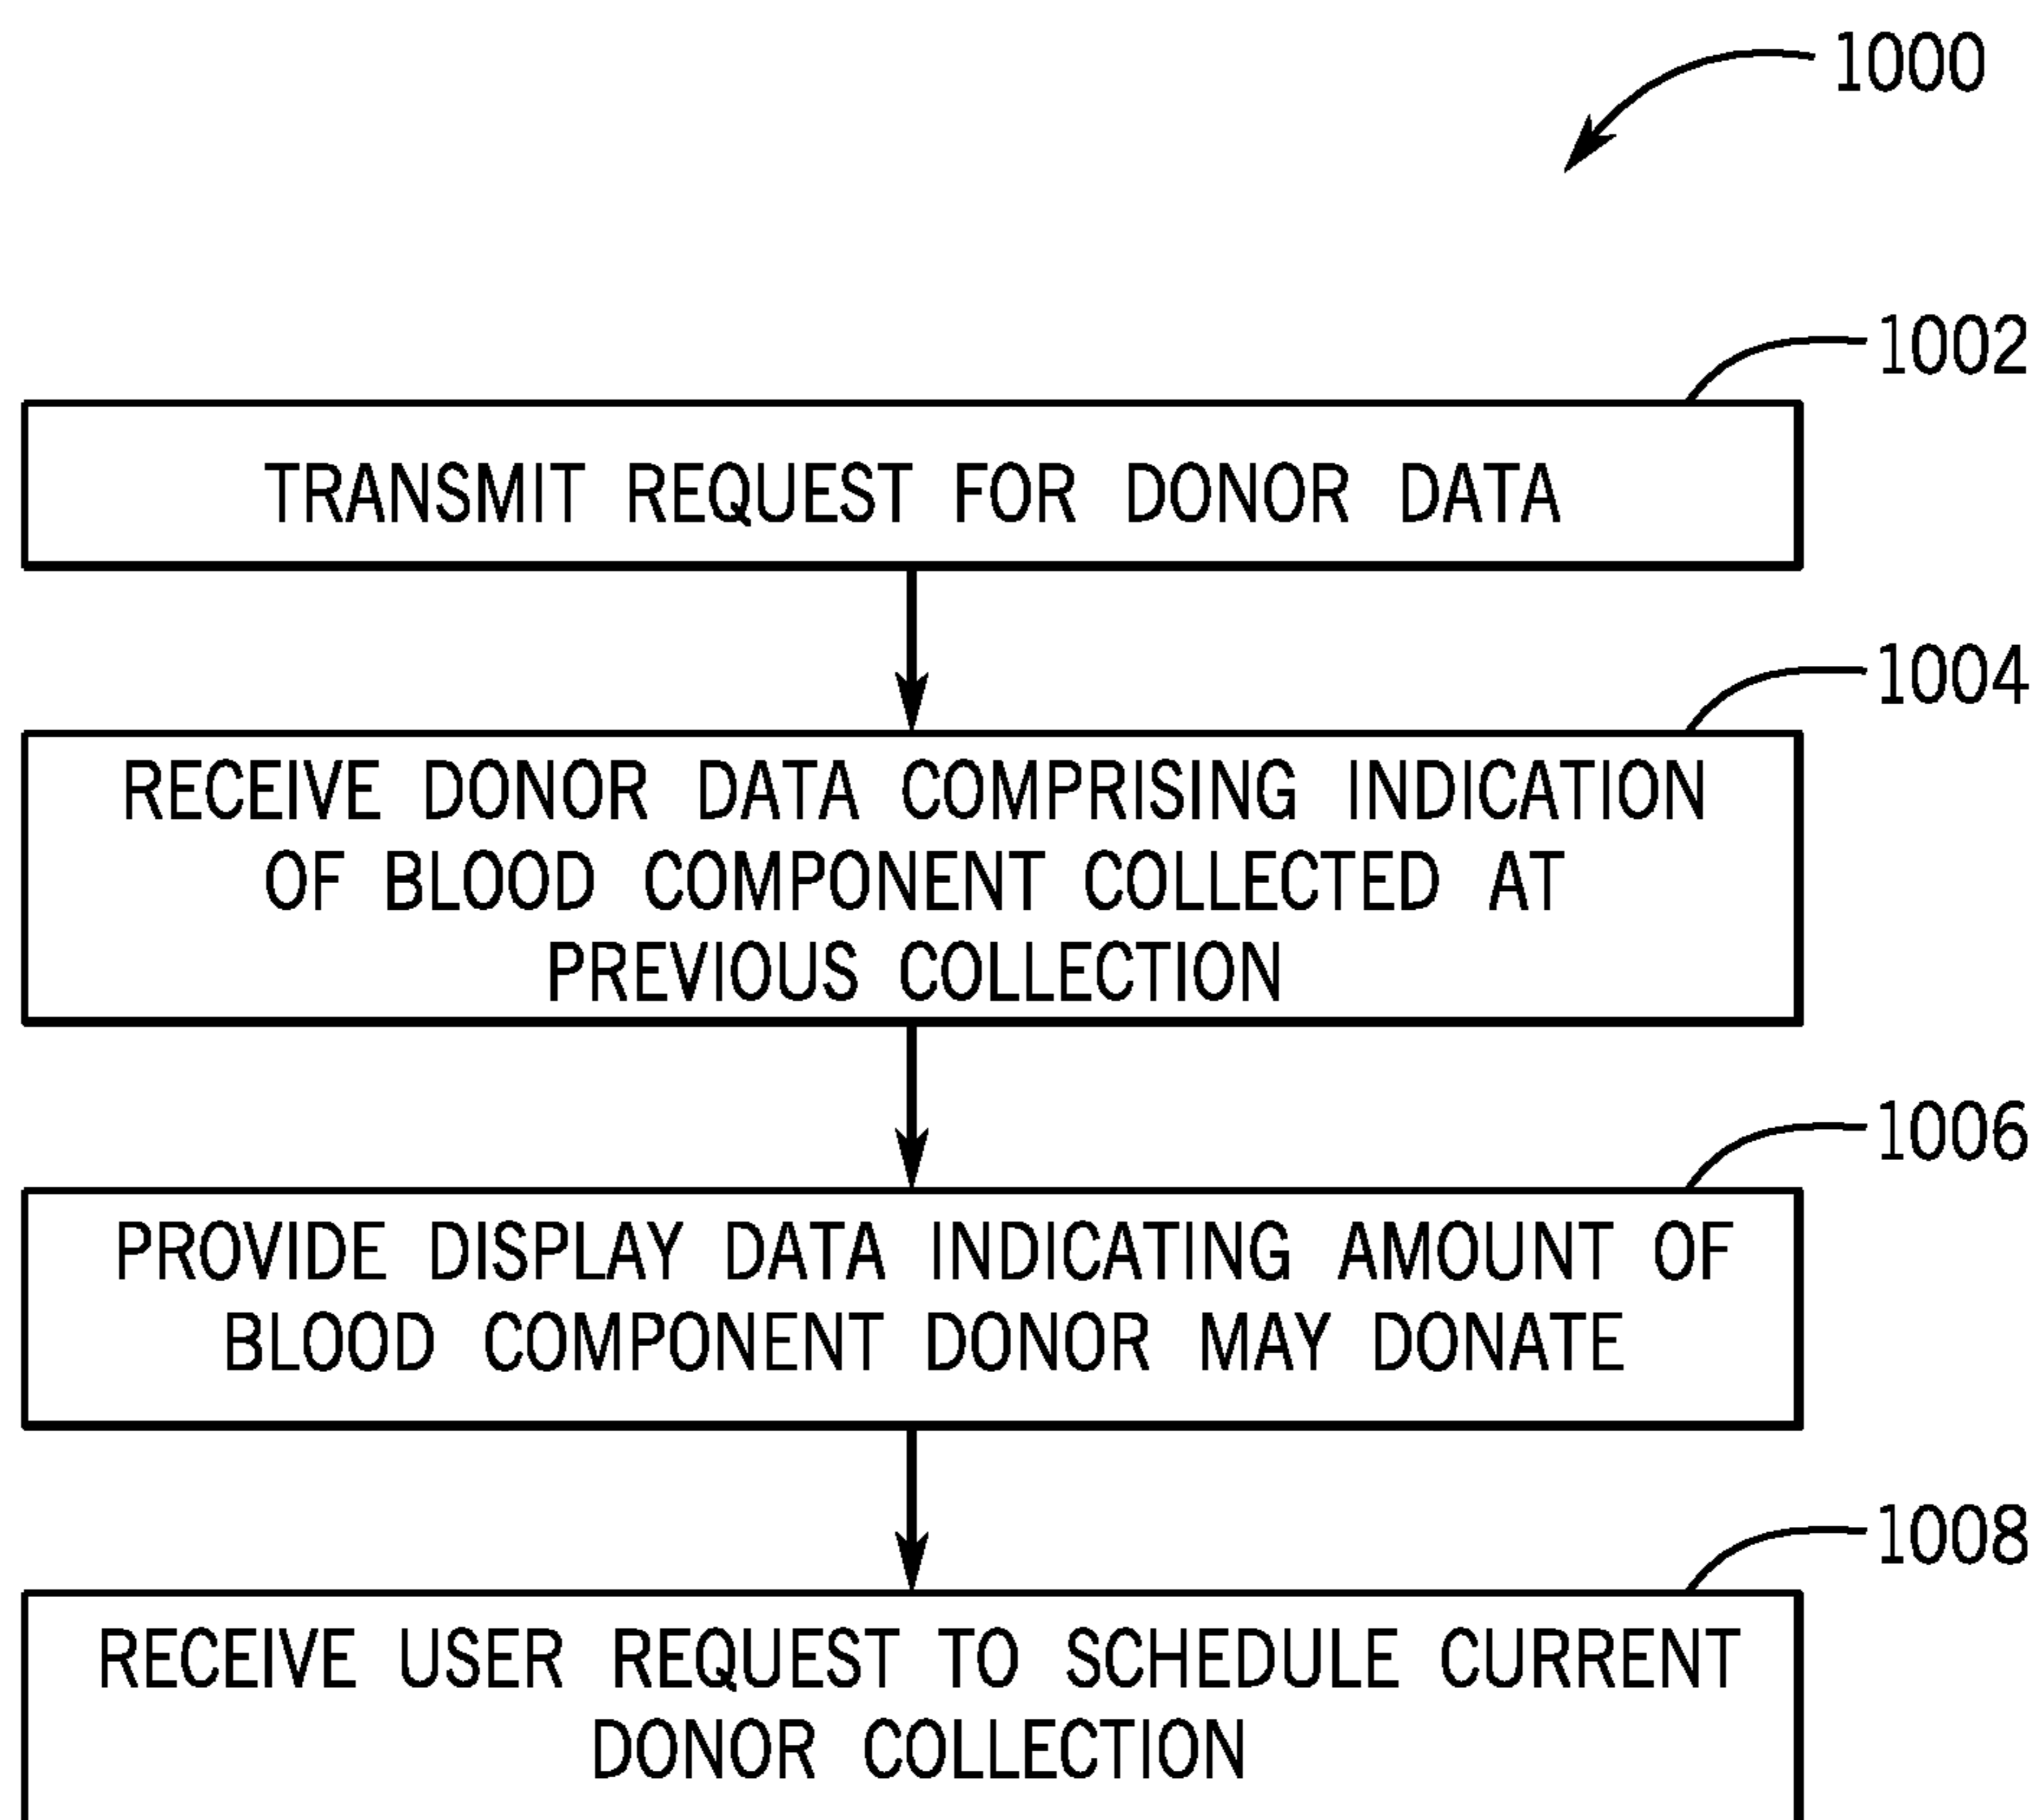 1000
1002
TRANSMIT REQUEST FOR DONOR DATA
1004
RECEIVE DONOR DATA COMPRISING INDICATION
OF BLOOD COMPONENT COLLECTED AT
PREVIOUS COLLECTION
1006
PROVIDE DISPLAY DATA INDICATING AMOUNT OF
BLOOD COMPONENT DONOR MAY DONATE
1008
RECEIVE USER REQUEST TO SCHEDULE CURRENT
DONOR COLLECTION